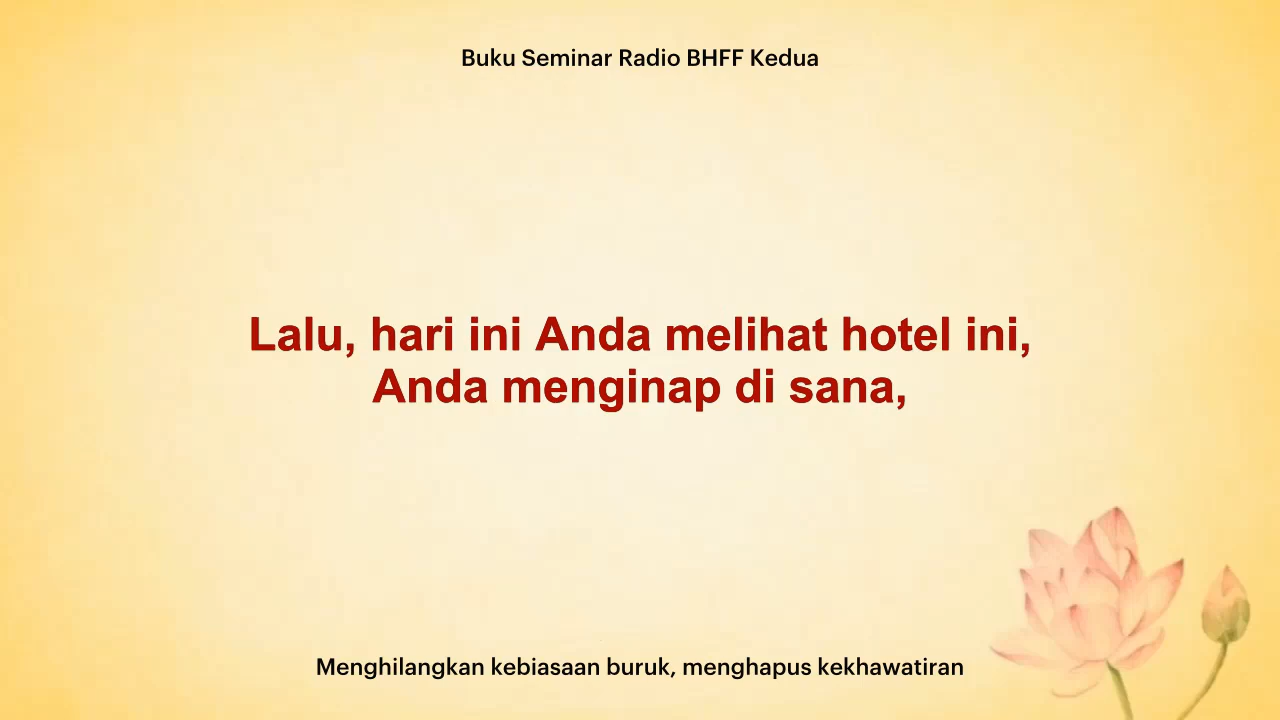 Buku Seminar Radio BHFF Kedua
Lalu, hari ini Anda melihat hotel ini,
Anda menginap di sana,
Menghilangkan kebiasaan buruk, menghapus kekhawatiran